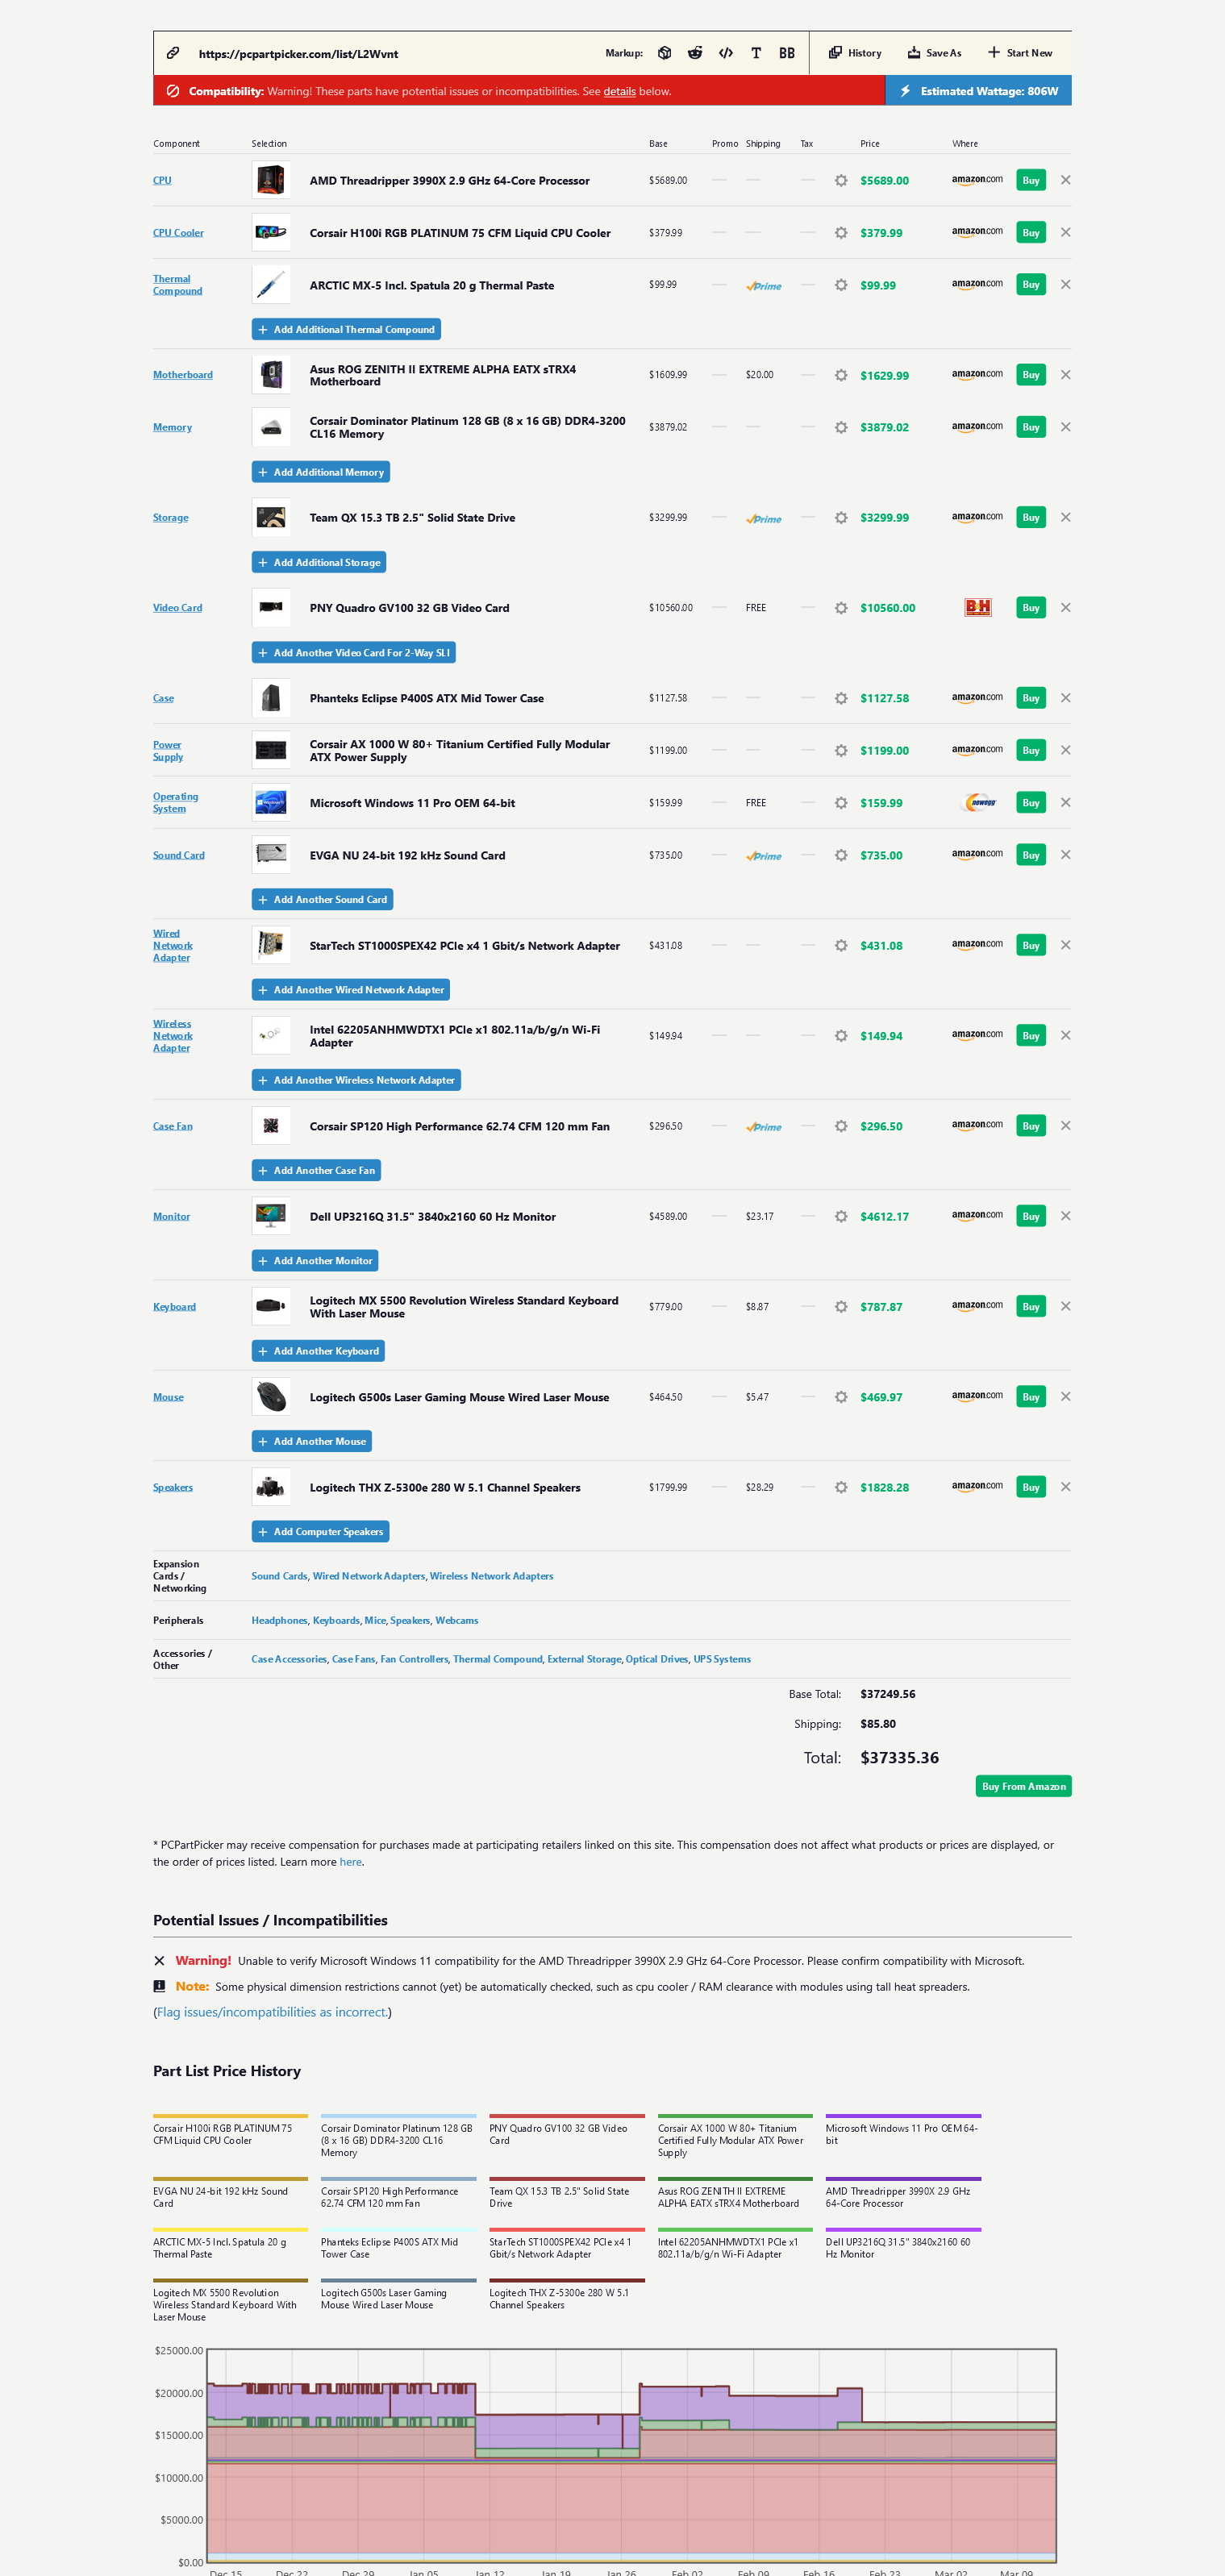 https://pcpartpicker.com/list/L2Wvnt
Markup:
BB
History
Save As
Start New
Compatibility: Warning! These parts have potential issues or incompatibilities. See details below.
Estimated Wattage: 806W
Component Selection Base Promo Shipping Tax Price Where
CPU AMD Threadripper 3990X 2.9 GHz 64-Core Processor $5689.00 — — — $5689.00 amazon.com Buy
CPU Cooler Corsair H100i RGB PLATINUM 75 CFM Liquid CPU Cooler $379.99 — — — $379.99 amazon.com Buy
Thermal
Compound
ARCTIC MX-5 Incl. Spatula 20 g Thermal Paste $99.99 — Prime — $99.99 amazon.com Buy
Add Additional Thermal Compound
Motherboard
Asus ROG ZENITH II EXTREME ALPHA EATX sTRX4
Motherboard
$1609.99 — $20.00 — $1629.99 amazon.com Buy
Memory
Corsair Dominator Platinum 128 GB (8 x 16 GB) DDR4-3200
CL16 Memory
$3879.02 — — — $3879.02 amazon.com Buy
Add Additional Memory
Storage Team QX 15.3 TB 2.5" Solid State Drive $3299.99 — Prime — $3299.99 amazon.com Buy
Add Additional Storage
Video Card PNY Quadro GV100 32 GB Video Card $10560.00 — FREE — $10560.00 B&H Buy
Add Another Video Card For 2-Way SLI
Case Phanteks Eclipse P400S ATX Mid Tower Case $1127.58 — — — $1127.58 amazon.com Buy
Power
Supply
Corsair AX 1000 W 80+ Titanium Certified Fully Modular
ATX Power Supply
$1199.00 — — — $1199.00 amazon.com Buy
Operating
System
Microsoft Windows 11 Pro OEM 64-bit $159.99 — FREE — $159.99 newegg Buy
Sound Card EVGA NU 24-bit 192 kHz Sound Card $735.00 — Prime — $735.00 amazon.com Buy
Add Another Sound Card
Wired
Network
Adapter
StarTech ST1000SPEX42 PCIe x4 1 Gbit/s Network Adapter $431.08 — — — $431.08 amazon.com Buy
Add Another Wired Network Adapter
Wireless
Network
Adapter
Intel 62205ANHMWDTX1 PCIe x1 802.11a/b/g/n Wi-Fi
Adapter
$149.94 — — — $149.94 amazon.com Buy
Add Another Wireless Network Adapter
Case Fan Corsair SP120 High Performance 62.74 CFM 120 mm Fan $296.50 — Prime — $296.50 amazon.com Buy
Add Another Case Fan
Monitor Dell UP3216Q 31.5" 3840x2160 60 Hz Monitor $4589.00 — $23.17 — $4612.17 amazon.com Buy
Add Another Monitor
Keyboard
Logitech MX 5500 Revolution Wireless Standard Keyboard
With Laser Mouse
$779.00 — $8.87 — $787.87 amazon.com Buy
Add Another Keyboard
Mouse Logitech G500s Laser Gaming Mouse Wired Laser Mouse $464.50 — $5.47 — $469.97 amazon.com Buy
Add Another Mouse
Speakers Logitech THX Z-5300e 280 W 5.1 Channel Speakers $1799.99 — $28.29 — $1828.28 amazon.com Buy
Add Computer Speakers
Expansion
Cards /
Networking
Sound Cards, Wired Network Adapters, Wireless Network Adapters
Peripherals Headphones, Keyboards, Mice, Speakers, Webcams
Accessories /
Other
Case Accessories, Case Fans, Fan Controllers, Thermal Compound, External Storage, Optical Drives, UPS Systems
Base Total: $37249.56
Shipping: $85.80
Total: $37335.36
Buy From Amazon
* PCPartPicker may receive compensation for purchases made at participating retailers linked on this site. This compensation does not affect what products or prices are displayed, or
the order of prices listed. Learn more here.
Potential Issues / Incompatibilities
Warning! Unable to verify Microsoft Windows 11 compatibility for the AMD Threadripper 3990X 2.9 GHz 64-Core Processor. Please confirm compatibility with Microsoft.
Note: Some physical dimension restrictions cannot (yet) be automatically checked, such as cpu cooler / RAM clearance with modules using tall heat spreaders.
(Flag issues/incompatibilities as incorrect.)
Part List Price History
Corsair H100i RGB PLATINUM 75
CFM Liquid CPU Cooler
Corsair Dominator Platinum 128 GB
(8 x 16 GB) DDR4-3200 CL16
Memory
PNY Quadro GV100 32 GB Video
Card
Corsair AX 1000 W 80+ Titanium
Certified Fully Modular ATX Power
Supply
Microsoft Windows 11 Pro OEM 64-
bit
EVGA NU 24-bit 192 kHz Sound
Card
Corsair SP120 High Performance
62.74 CFM 120 mm Fan
Team QX 15.3 TB 2.5" Solid State
Drive
Asus ROG ZENITH II EXTREME
ALPHA EATX sTRX4 Motherboard
AMD Threadripper 3990X 2.9 GHz
64-Core Processor
ARCTIC MX-5 Incl. Spatula 20 g
Thermal Paste
Phanteks Eclipse P400S ATX Mid
Tower Case
StarTech ST1000SPEX42 PCIe x4 1
Gbit/s Network Adapter
Intel 62205ANHMWDTX1 PCIe x1
802.11a/b/g/n Wi-Fi Adapter
Dell UP3216Q 31.5" 3840x2160 60
Hz Monitor
Logitech MX 5500 Revolution
Wireless Standard Keyboard With
Laser Mouse
Logitech G500s Laser Gaming
Mouse Wired Laser Mouse
Logitech THX Z-5300e 280 W 5.1
Channel Speakers
$25000.00
$20000.00
$15000.00
$10000.00
$5000.00
$0.00
Dec 15 Dec 22 Dec 29 Jan 05 Jan 12 Jan 19 Jan 26 Feb 02 Feb 09 Feb 16 Feb 23 Mar 02 Mar 09